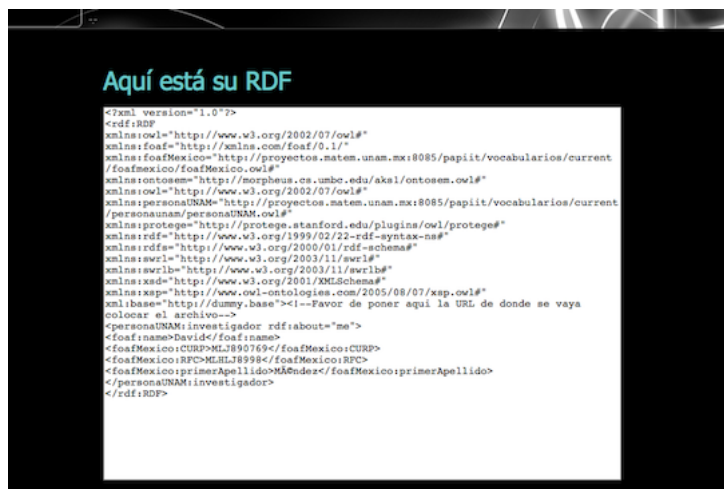 Aquí está su RDF
<?xml version="1.0"?>
<rdf:RDF
xmlns:owl="http://www.w3.org/2002/07/owl#"
xmlns:foaf="http://xmlns.com/foaf/0.1/"
xmlns:foafMexico="http://proyectos.matem.unam.mx:8085/papiit/vocabularios/current
/foafmexico/foafMexico.owl#"
xmlns:ontosem="http://morpheus.cs.umbc.edu/aks1/ontosem.owl#"
xmlns:owl="http://www.w3.org/2002/07/owl#"
xmlns:personaUNAM="http://proyectos.matem.unam.mx:8085/papiit/vocabularios/current
/personaunam/personaUNAM.owl#"
xmlns:protege="http://protege.stanford.edu/plugins/owl/protege#"
xmlns:rdf="http://www.w3.org/1999/02/22-rdf-syntax-ns#"
xmlns:rdfs="http://www.w3.org/2000/01/rdf-schema#"
xmlns:swrl="http://www.w3.org/2003/11/swrl#"
xmlns:swrlb="http://www.w3.org/2003/11/swrlb#"
xmlns:xsd="http://www.w3.org/2001/XMLSchema#"
xmlns:xsp="http://www.owl-ontologies.com/2005/08/07/xsp.owl#"
xml:base="http://dummy.base"><!--Favor de poner aqui la URL de donde se vaya
colocar el archivo-->
<personaUNAM:investigador rdf:about="me">
<foaf:name>David</foaf:name>
<foafMexico:CURP>MLJ890769</foafMexico:CURP>
<foafMexico:RFC>MLHLJ8998</foafMexico:RFC>
<foafMexico:primerApellido>MÃ©ndez</foafMexico:primerApellido>
</personaUNAM:investigador>
</rdf:RDF>